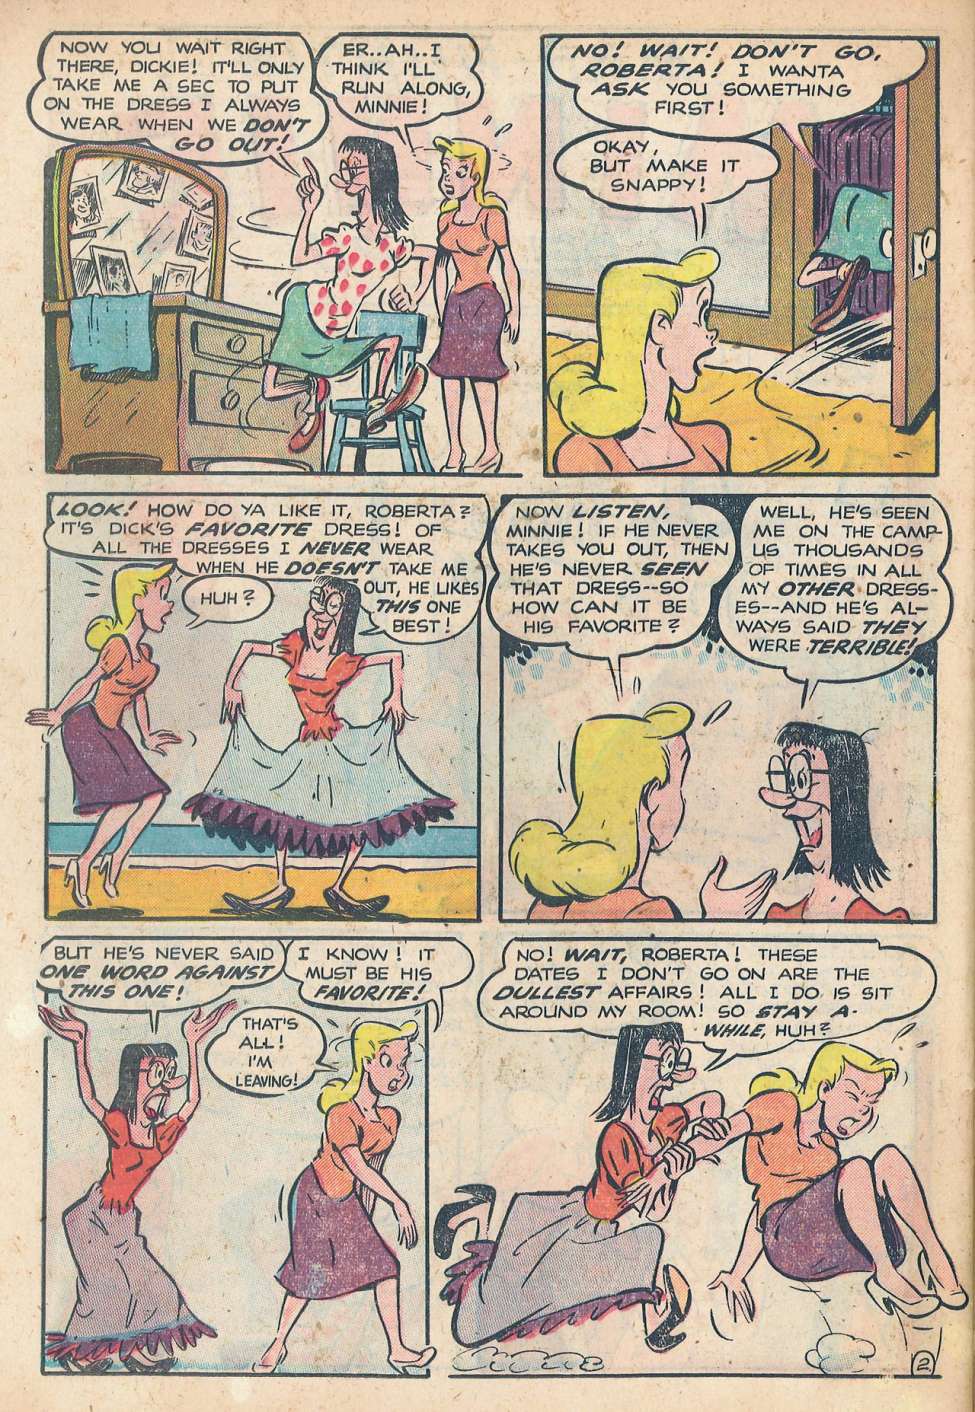 NOW YOU WAIT RIGHT
THERE, DICKIE! IT'LL ONLY
TAKE ME A SEC TO PUT
ON THE DRESS I ALWAYS
WEAR WHEN WE DON'T
GO OUT!
ER..AH..I
THINK I'LL
RUN ALONG,
MINNIE!
NO! WAIT! DON'T GO,
ROBERTA! I WANTA
ASK YOU SOMETHING
FIRST!
OKAY,
BUT MAKE IT
SNAPPY!
LOOK! HOW DO YA LIKE IT, ROBERTA?
IT'S DICK'S FAVORITE DRESS! OF
ALL THE DRESSES I NEVER WEAR
WHEN HE DOESN'T TAKE ME
OUT, HE LIKES
THIS ONE
BEST!
HUH?
NOW LISTEN,
MINNIE! IF HE NEVER
TAKES YOU OUT, THEN
HE'S NEVER SEEN
THAT DRESS--SO
HOW CAN IT BE
HIS FAVORITE?
WELL, HE'S SEEN
ME ON THE CAMP-
US THOUSANDS
OF TIMES IN ALL
MY OTHER DRESS-
ES--AND HE'S AL-
WAYS SAID THEY
WERE TERRIBLE!
BUT HE'S NEVER SAID
ONE WORD AGAINST
THIS ONE!
I KNOW! IT
MUST BE HIS
FAVORITE!
THAT'S
ALL!
I'M
LEAVING!
NO! WAIT, ROBERTA! THESE
DATES I DON'T GO ON ARE THE
DULLEST AFFAIRS! ALL I DO IS SIT
AROUND MY ROOM! SO STAY A-
WHILE, HUH?
2